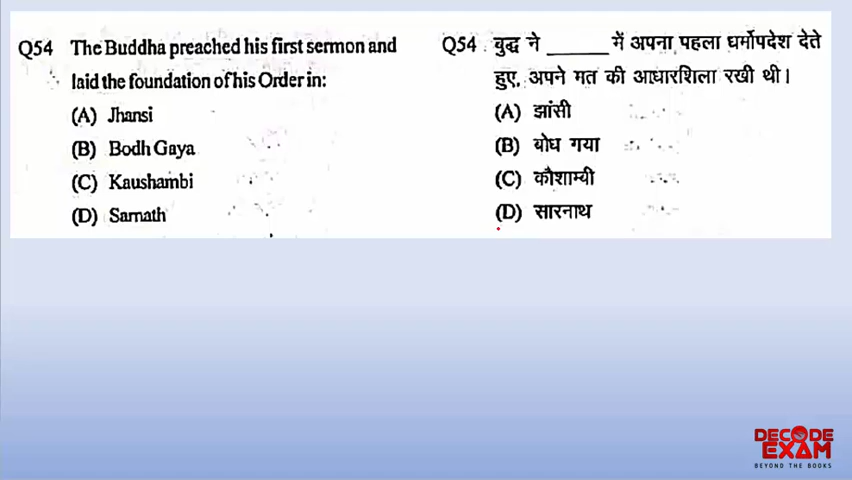 Q54 The Buddha preached his first sermon and
laid the foundation of his Order in:
(A) Jhansi
(B) Bodh Gaya
(C) Kaushambi
(D) Sarnath
Q54 . बुद्ध ने ______ में अपना पहला धर्मोपदेश देते
हुए, अपने मत की आधारशिला रखी थी।
(A) झांसी
(B) बोध गया
(C) कौशाम्बी
(D) सारनाथ
DECODE
EXAM
BEYOND THE BOOKS